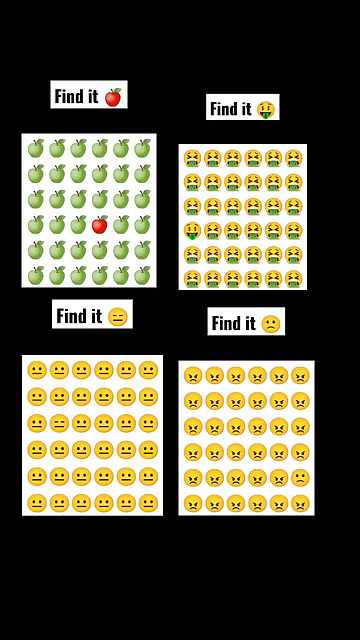 Find it 🍎
Find it 🤑
Find it 😑
Find it 🙁